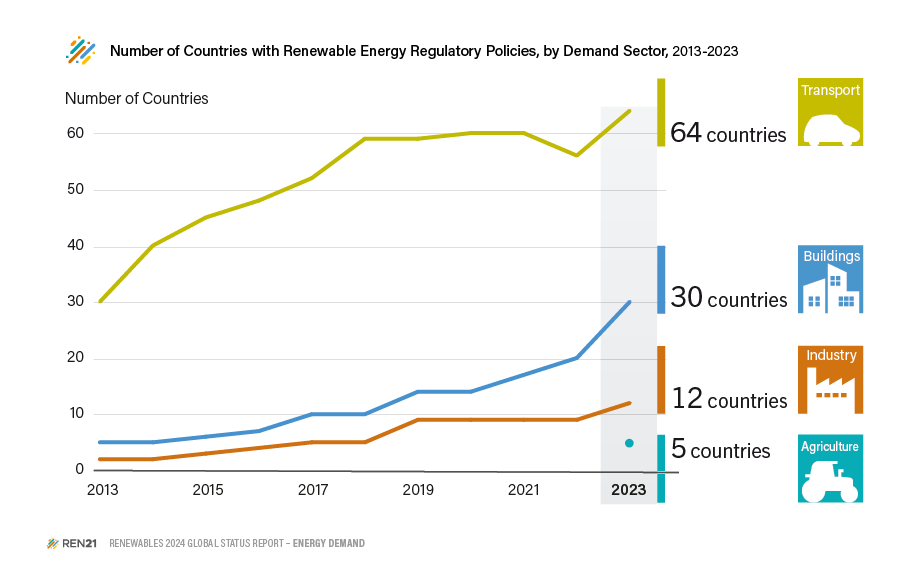 Number of Countries with Renewable Energy Regulatory Policies, by Demand Sector, 2013-2023
Number of Countries
60
50
40
30
20
10
0
2013
2015
2017
2019
2021
2023
64 countries
Transport
30 countries
Buildings
12 countries
Industry
5 countries
Agriculture
REN21 RENEWABLES 2024 GLOBAL STATUS REPORT – ENERGY DEMAND